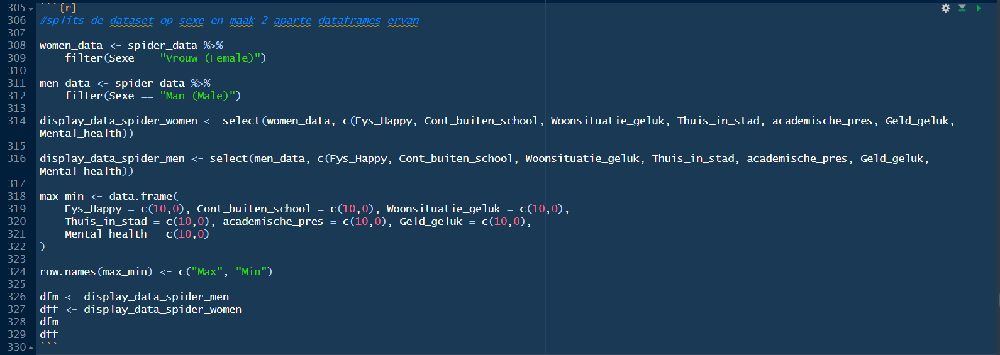 305 ```{r}
306 #splits de dataset op sexe en maak 2 aparte dataframes ervan
307
308 women_data <- spider_data %>%
309     filter(Sexe == "Vrouw (Female)")
310
311 men_data <- spider_data %>%
312     filter(Sexe == "Man (Male)")
313
314 display_data_spider_women <- select(women_data, c(Fys_Happy, Cont_buiten_school, Woonsituatie_geluk, Thuis_in_stad, academische_pres, Geld_geluk,
Mental_health))
315
316 display_data_spider_men <- select(men_data, c(Fys_Happy, Cont_buiten_school, Woonsituatie_geluk, Thuis_in_stad, academische_pres, Geld_geluk,
Mental_health))
317
318 max_min <- data.frame(
319     Fys_Happy = c(10,0), Cont_buiten_school = c(10,0), Woonsituatie_geluk = c(10,0),
320     Thuis_in_stad = c(10,0), academische_pres = c(10,0), Geld_geluk = c(10,0),
321     Mental_health = c(10,0)
322 )
323
324 row.names(max_min) <- c("Max", "Min")
325
326 dfm <- display_data_spider_men
327 dff <- display_data_spider_women
328 dfm
329 dff
330 ```